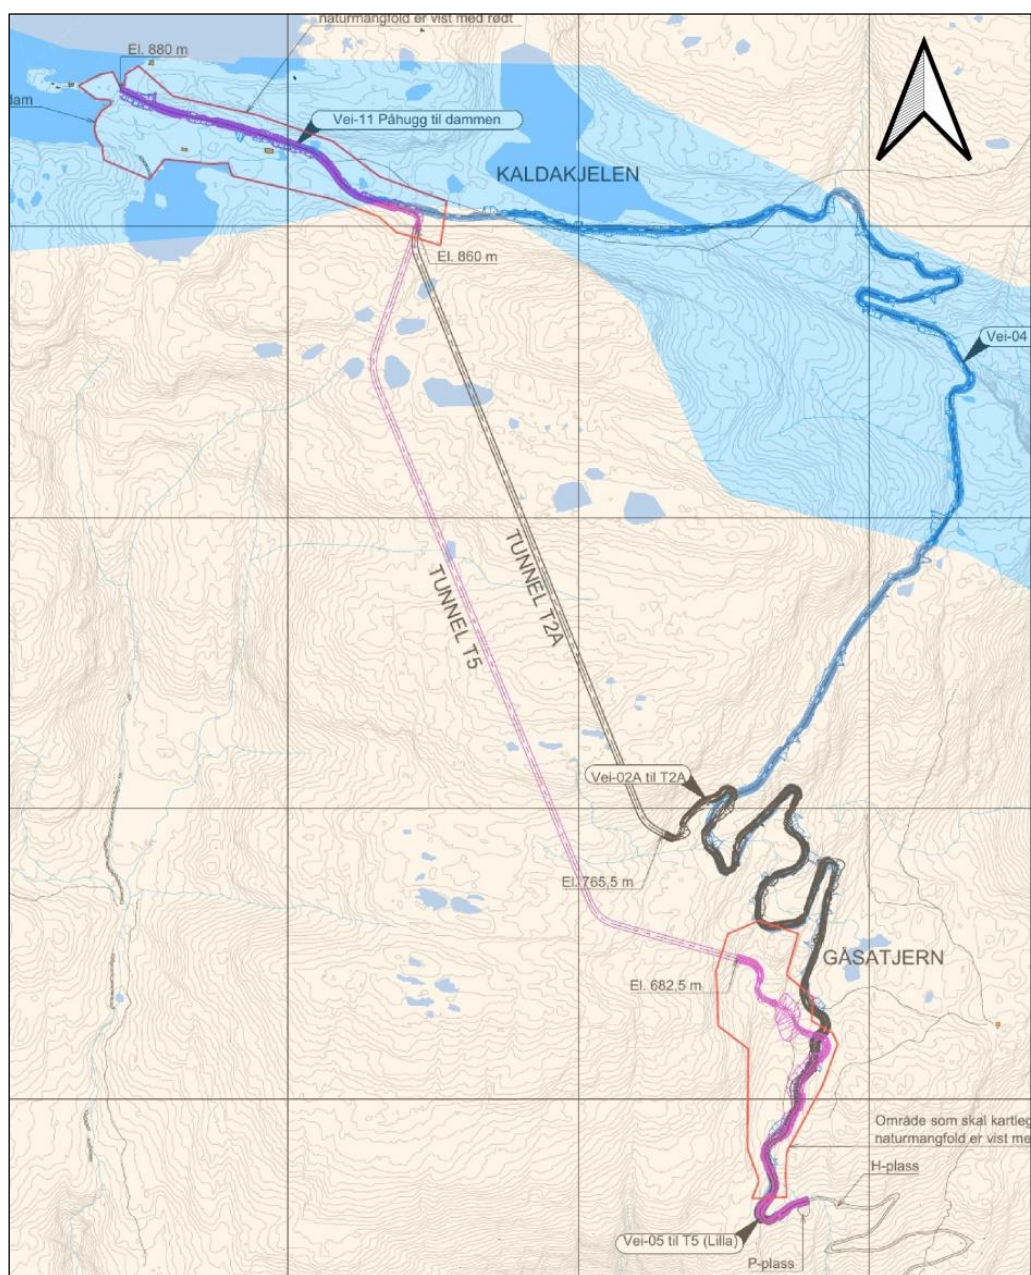 naturmangfold er vist med rødt
El. 880 m
dam
Vei-11 Påhugg til dammen
KALDAKJELEN
El. 860 m
Vei-04
TUNNEL T5
TUNNEL T2A
Vei-02A til T2A
El. 765,5 m
GÅSATJERN
El. 682,5 m
Område som skal kartleg
naturmangfold er vist me
H-plass
Vei-05 til T5 (Lilla)
P-plass